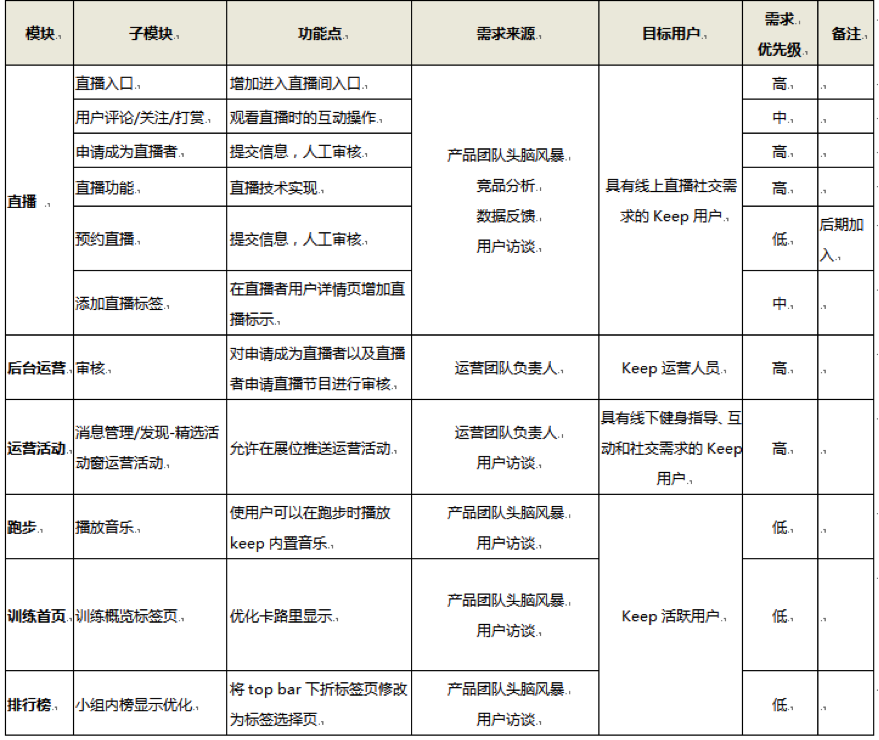 模块 子模块 功能点 需求来源 目标用户 需求
优先级 备注
直播
直播入口 增加进入直播间入口 高
用户评论/关注/打赏 观看直播时的互动操作 中
申请成为直播者 提交信息，人工审核 高
直播功能 直播技术实现 高
预约直播 提交信息，人工审核 低 后期加
入
添加直播标签 在直播者用户详情页增加直
播标示 中
产品团队头脑风暴
竞品分析
数据反馈
用户访谈
具有线上直播社交需
求的 Keep 用户
后台运营 审核 对申请成为直播者以及直播
者申请直播节目进行审核 运营团队负责人 Keep 运营人员 高
运营活动 消息管理/发现-精选活
动窗运营活动 允许在展位推送运营活动 运营团队负责人
用户访谈
具有线下健身指导、互
动和社交需求的 Keep
用户
高
跑步 播放音乐 使用户可以在跑步时播放
keep 内置音乐 产品团队头脑风暴
用户访谈
低
训练首页 训练概览标签页 优化卡路里显示 产品团队头脑风暴
用户访谈
Keep 活跃用户 低
排行榜 小组内榜显示优化 将 top bar 下折标签页修改
为标签选择页 产品团队头脑风暴
用户访谈
低